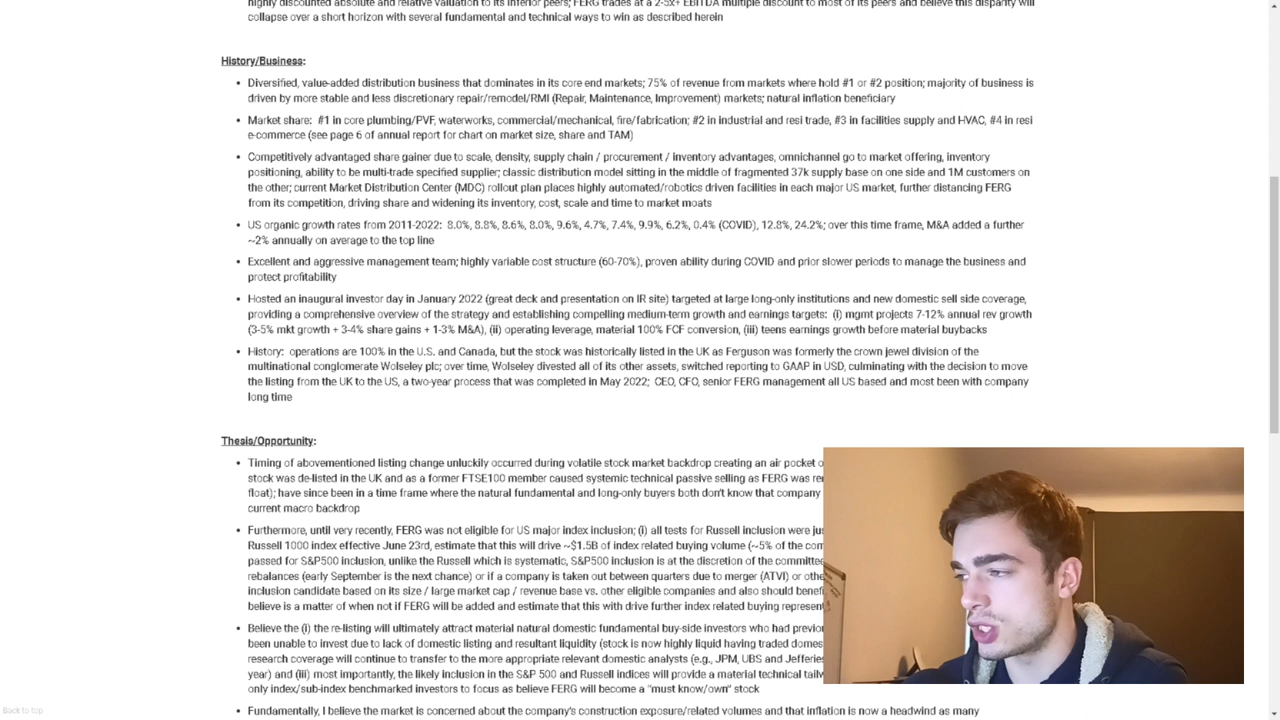 highly discounted absolute and relative valuation to its inferior peers; FERG trades at a 2-5x+ EBITDA multiple discount to most of its peers and believe this disparity will
collapse over a short horizon with several fundamental and technical ways to win as described herein
History/Business:
Diversified, value-added distribution business that dominates in its core end markets; 75% of revenue from markets where hold #1 or #2 position; majority of business is
driven by more stable and less discretionary repair/remodel/RMI (Repair, Maintenance, Improvement) markets; natural inflation beneficiary
Market share: #1 in core plumbing/PVF, waterworks, commercial/mechanical, fire/fabrication; #2 in industrial and resi trade, #3 in facilities supply and HVAC, #4 in resi
e-commerce (see page 6 of annual report for chart on market size, share and TAM)
Competitively advantaged share gainer due to scale, density, supply chain / procurement / inventory advantages, omnichannel go to market offering, inventory
positioning, ability to be multi-trade specified supplier; classic distribution model sitting in the middle of fragmented 37k supply base on one side and 1M customers on
the other; current Market Distribution Center (MDC) rollout plan places highly automated/robotics driven facilities in each major US market, further distancing FERG
from its competition, driving share and widening its inventory, cost, scale and time to market moats
US organic growth rates from 2011-2022: 8.0%, 8.8%, 8.6%, 8.0%, 9.6%, 4.7%, 7.4%, 9.9%, 6.2%, 0.4% (COVID), 12.8%, 24.2%; over this time frame, M&A added a further
~2% annually on average to the top line
Excellent and aggressive management team; highly variable cost structure (60-70%), proven ability during COVID and prior slower periods to manage the business and
protect profitability
Hosted an inaugural investor day in January 2022 (great deck and presentation on IR site) targeted at large long-only institutions and new domestic sell side coverage,
providing a comprehensive overview of the strategy and establishing compelling medium-term growth and earnings targets: (i) mgmt projects 7-12% annual rev growth
(3-5% mkt growth + 3-4% share gains + 1-3% M&A), (ii) operating leverage, material 100% FCF conversion, (iii) teens earnings growth before material buybacks
History: operations are 100% in the U.S. and Canada, but the stock was historically listed in the UK as Ferguson was formerly the crown jewel division of the
multinational conglomerate Wolseley plc; over time, Wolseley divested all of its other assets, switched reporting to GAAP in USD, culminating with the decision to move
the listing from the UK to the US, a two-year process that was completed in May 2022; CEO, CFO, senior FERG management all US based and most been with company
long time
Thesis/Opportunity:
Timing of abovementioned listing change unluckily occurred during volatile stock market backdrop creating an air pocket
stock was de-listed in the UK and as a former FTSE100 member caused systemic technical passive selling as FERG was
float); have since been in a time frame where the natural fundamental and long-only buyers both don't know that company
current macro backdrop
Furthermore, until very recently, FERG was not eligible for US major index inclusion; (i) all tests for Russell inclusion were
Russell 1000 index effective June 23rd, estimate that this will drive ~$1.5B of index related buying volume (~5% of the
passed for S&P500 inclusion, unlike the Russell which is systematic, S&P500 inclusion is at the discretion of the
rebalances (early September is the next chance) or if a company is taken out between quarters due to merger (ATVI) or
inclusion candidate based on its size / large market cap / revenue base vs. other eligible companies and also should
believe is a matter of when not if FERG will be added and estimate that this with drive further index related buying
Believe the (i) the re-listing will ultimately attract material natural domestic fundamental buy-side investors who had
been unable to invest due to lack of domestic listing and resultant liquidity (stock is now highly liquid having traded
research coverage will continue to transfer to the more appropriate relevant domestic analysts (e.g., JPM, UBS and
year) and (iii) most importantly, the likely inclusion in the S&P 500 and Russell indices will provide a material technical
only index/sub-index benchmarked investors to focus as believe FERG will become a "must know/own" stock
Fundamentally, I believe the market is concerned about the company's construction exposure/related volumes and that inflation is now a headwind as many
Back to top